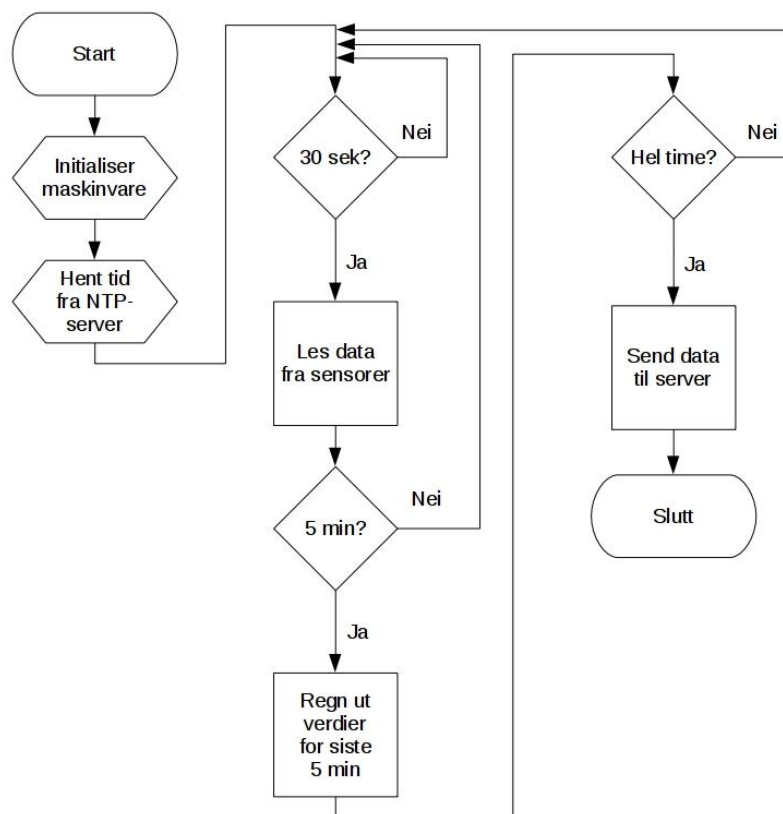 Start
Initialiser
maskinvare
Hent tid
fra NTP-
server
30 sek?
Nei
Ja
Les data
fra sensorer
5 min?
Nei
Ja
Regn ut
verdier
for siste
5 min
Hel time?
Nei
Ja
Send data
til server
Slutt